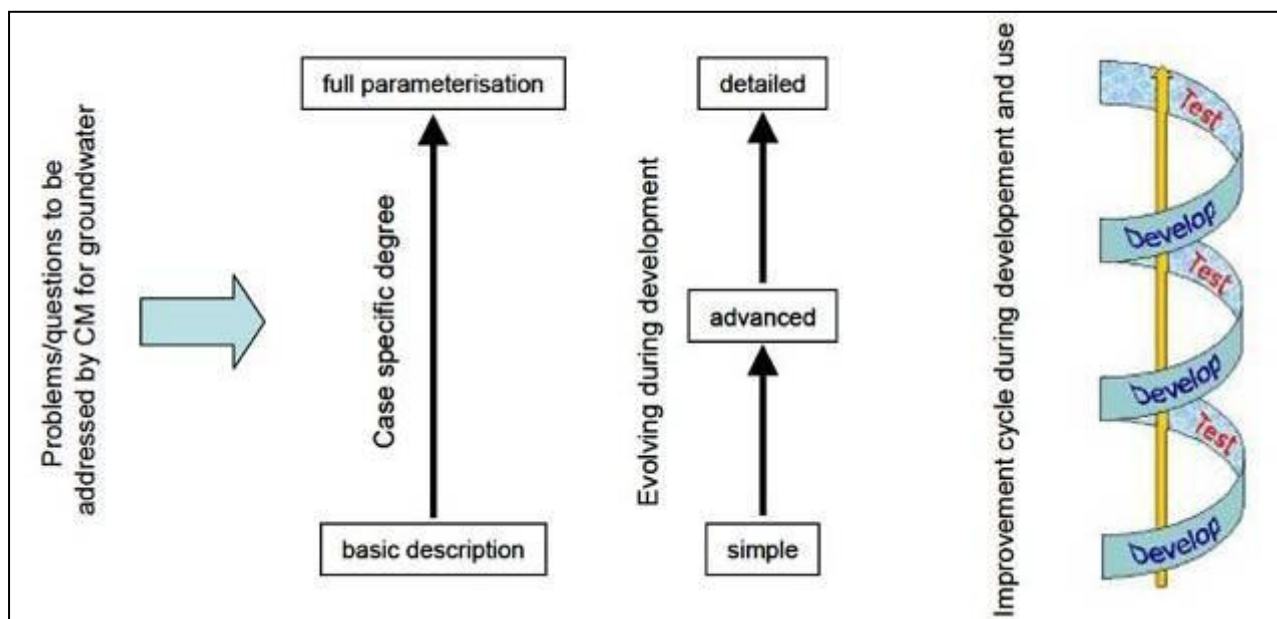 Problems/questions to be
addressed by CM for groundwater
full parameterisation
Case specific degree
basic description
detailed
Evolving during development
advanced
simple
Improvement cycle during developement and use
Test
Develop
Test
Develop
Test
Develop